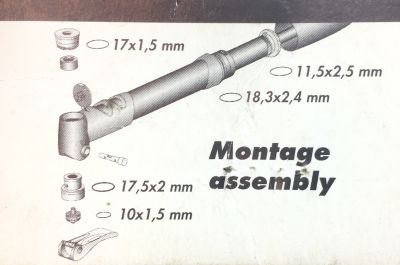 17x1,5 mm
11,5x2,5 mm
18,3x2,4 mm
Montage
assembly
17,5x2 mm
10x1,5 mm